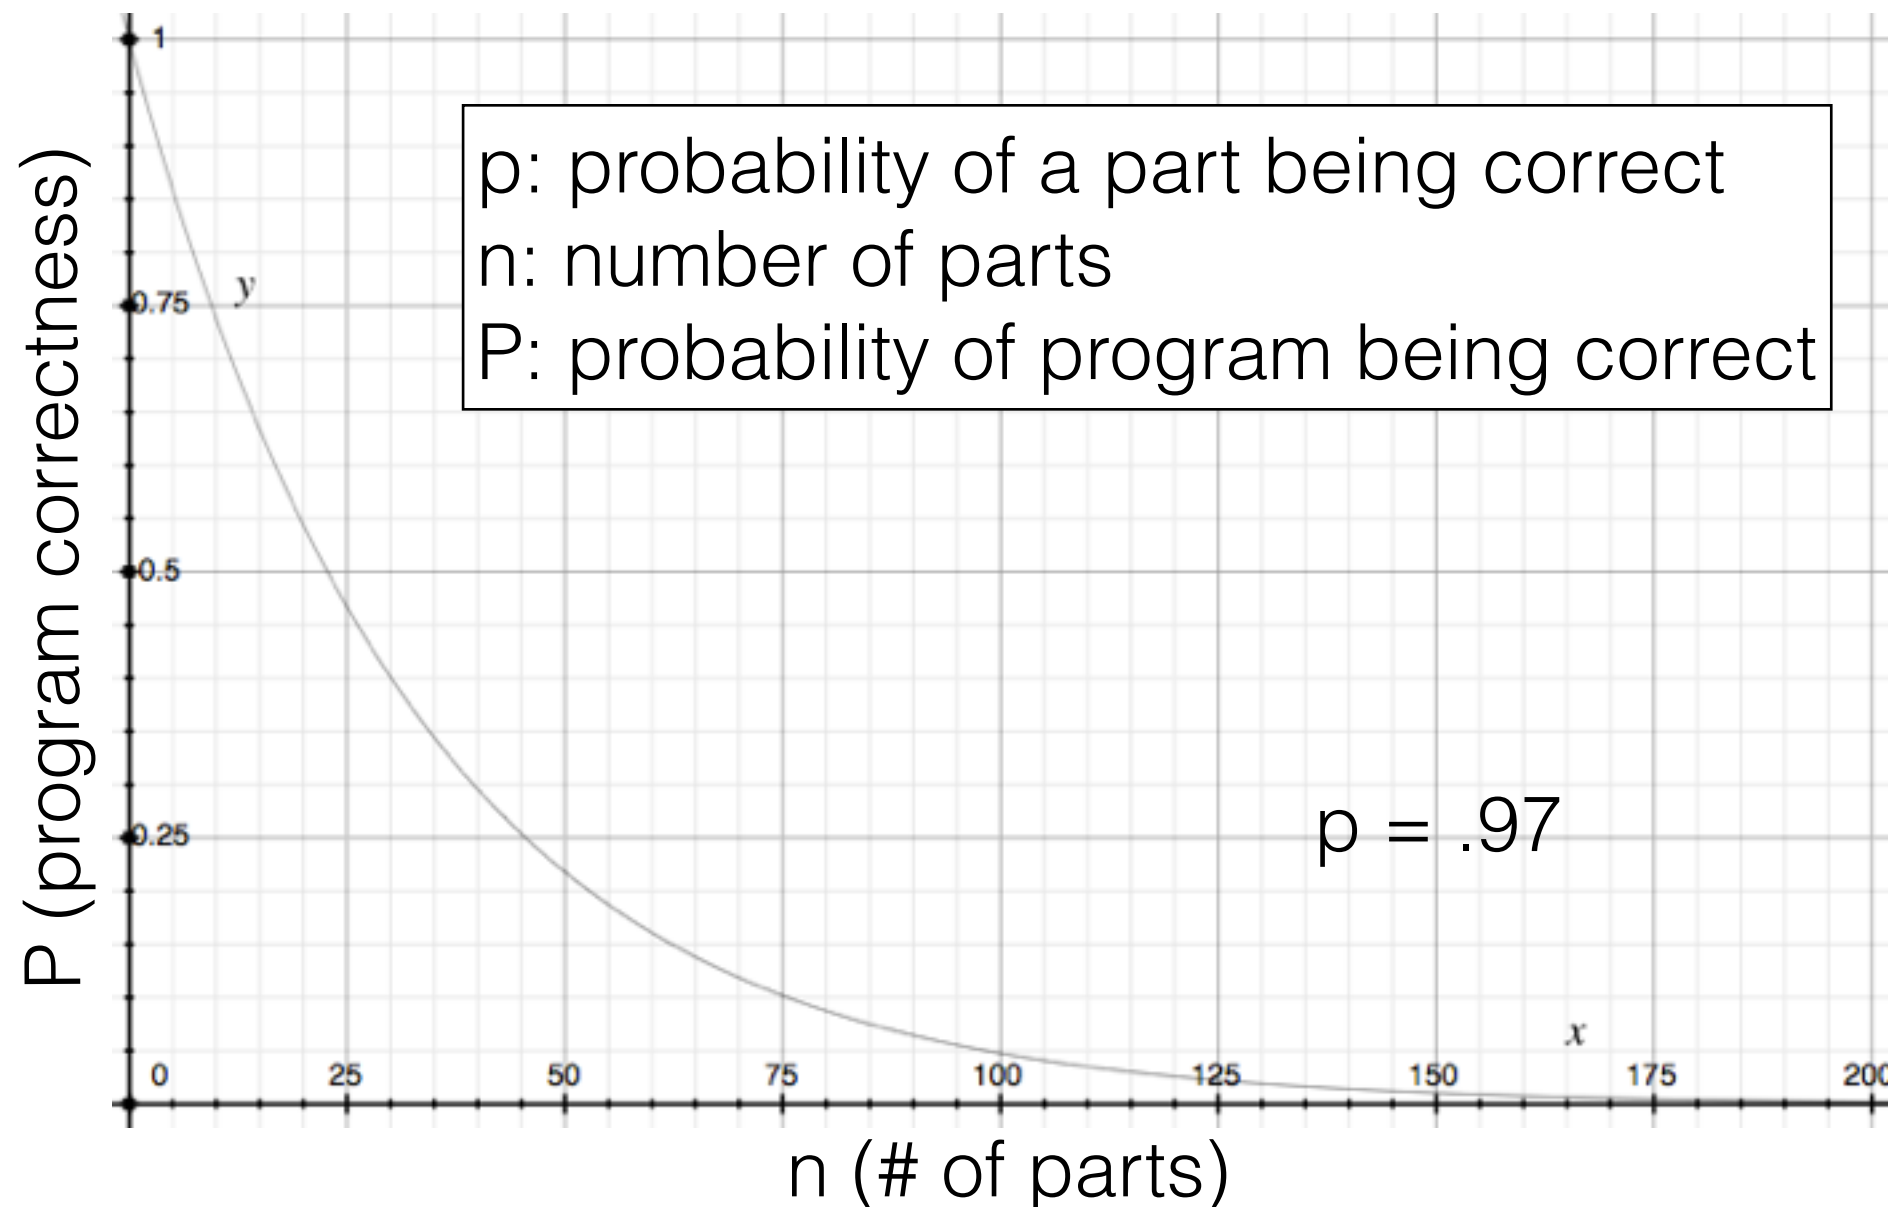 P (program correctness)
1
p: probability of a part being correct
n: number of parts
P: probability of program being correct
y
0.75
0.5
0.25
p = .97
x
0 25 50 75 100 125 150 175 200
n (# of parts)